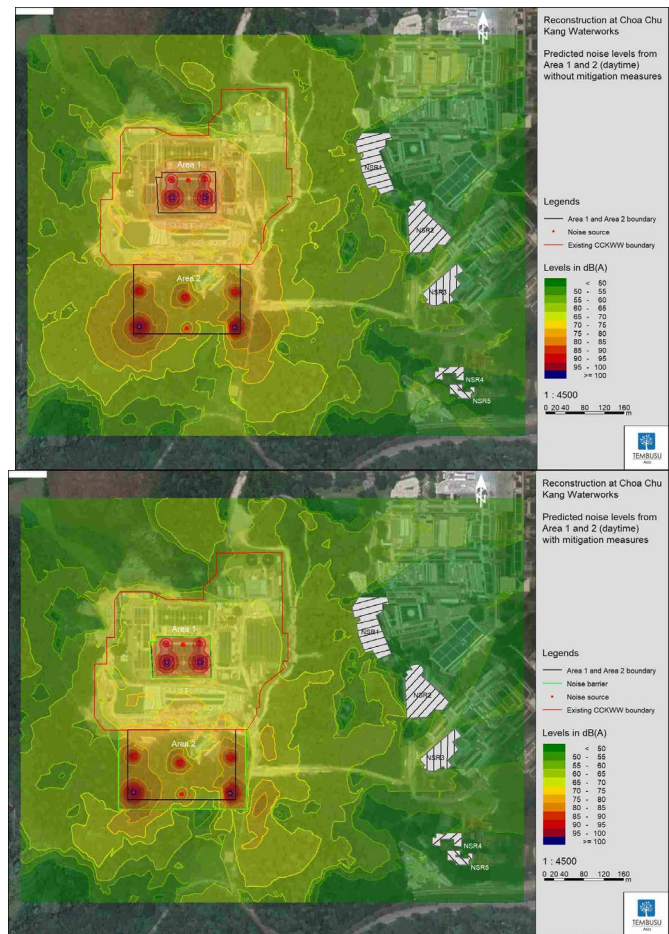 N
Reconstruction at Choa Chu
Kang Waterworks
Predicted noise levels from
Area 1 and 2 (daytime)
without mitigation measures
Area 1
Area 2
NSR1
NSR2
NSR3
NSR4
NSR5
Legends
Area 1 and Area 2 boundary
Noise source
Existing CCKWW boundary
Levels in dB(A)
< 50
50 - 55
55 - 60
60 - 65
65 - 70
70 - 75
75 - 80
80 - 85
85 - 90
90 - 95
95 - 100
>= 100
1 : 4500
0 20 40 80 120 160
m
TEMBUSU
ASIA
N
Reconstruction at Choa Chu
Kang Waterworks
Predicted noise levels from
Area 1 and 2 (daytime)
with mitigation measures
Area 1
Area 2
NSR1
NSR2
NSR3
NSR4
NSR5
Legends
Area 1 and Area 2 boundary
Noise barrier
Noise source
Existing CCKWW boundary
Levels in dB(A)
< 50
50 - 55
55 - 60
60 - 65
65 - 70
70 - 75
75 - 80
80 - 85
85 - 90
90 - 95
95 - 100
>= 100
1 : 4500
0 20 40 80 120 160
m
TEMBUSU
ASIA